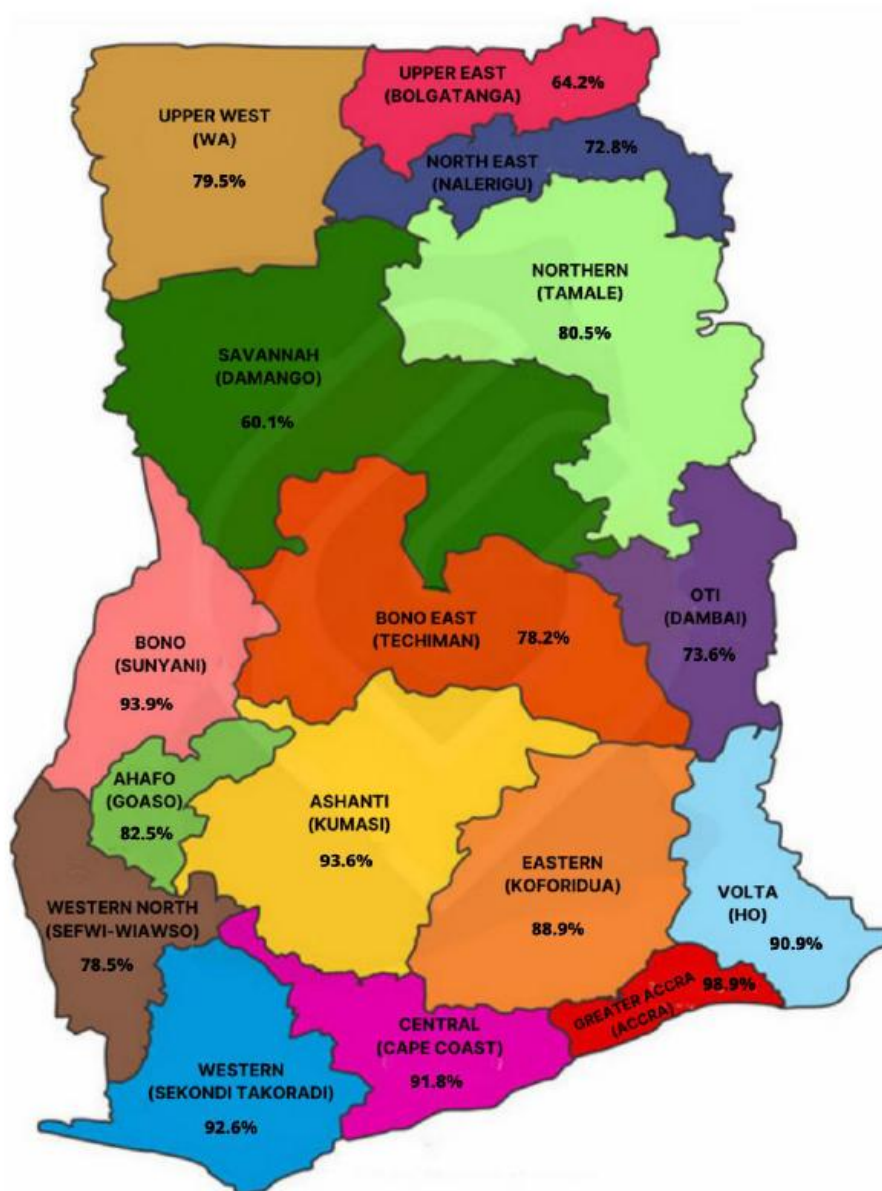 UPPER EAST
(BOLGATANGA)
64.2%
UPPER WEST
(WA)
79.5%
NORTH EAST
(NALERIGU)
72.8%
NORTHERN
(TAMALE)
80.5%
SAVANNAH
(DAMANGO)
60.1%
BONO EAST
(TECHIMAN)
78.2%
OTI
(DAMBAI)
73.6%
BONO
(SUNYANI)
93.9%
AHAFO
(GOASO)
82.5%
ASHANTI
(KUMASI)
93.6%
EASTERN
(KOFORIDUA)
88.9%
VOLTA
(HO)
90.9%
WESTERN NORTH
(SEFWI-WIAWSO)
78.5%
GREATER ACCRA
(ACCRA)
98.9%
CENTRAL
(CAPE COAST)
91.8%
WESTERN
(SEKONDI TAKORADI)
92.6%